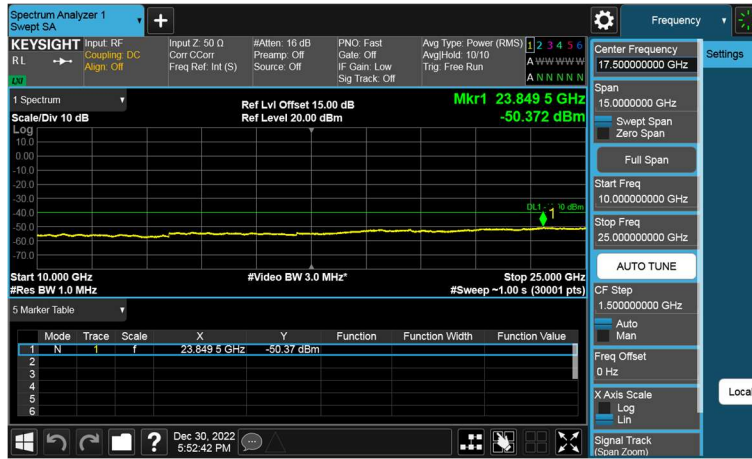 Spectrum Analyzer 1
Swept SA
Frequency
KEYSIGHT
RL
LXI
Input: RF
Coupling: DC
Align: Off
Input Z: 50 Ω
Corr CCorr
Freq Ref: Int (S)
#Atten: 16 dB
Preamp: Off
Source: Off
PNO: Fast
Gate: Off
IF Gain: Low
Sig Track: Off
Avg Type: Power (RMS)
Avg|Hold: 10/10
Trig: Free Run
1 2 3 4 5 6
A W W W W W
A N N N N N
1 Spectrum
Scale/Div 10 dB
Ref Lvl Offset 15.00 dB
Ref Level 20.00 dBm
Mkr1 23.849 5 GHz
-50.372 dBm
Log
10.0
0.00
-10.0
-20.0
-30.0
-40.0
-50.0
-60.0
-70.0
1
Start 10.000 GHz
#Res BW 1.0 MHz
#Video BW 3.0 MHz*
Stop 25.000 GHz
#Sweep ~1.00 s (30001 pts)
5 Marker Table
Mode Trace Scale X Y Function Function Width Function Value
1 N 1 f 23.849 5 GHz -50.37 dBm
2
3
4
5
6
Dec 30, 2022
5:52:42 PM
Center Frequency
17.500000000 GHz
Span
15.0000000 GHz
Swept Span
Zero Span
Full Span
Start Freq
10.000000000 GHz
Stop Freq
25.000000000 GHz
AUTO TUNE
CF Step
1.500000000 GHz
Auto
Man
Freq Offset
0 Hz
X Axis Scale
Log
Lin
Signal Track
(Span Zoom)
Settings
Local